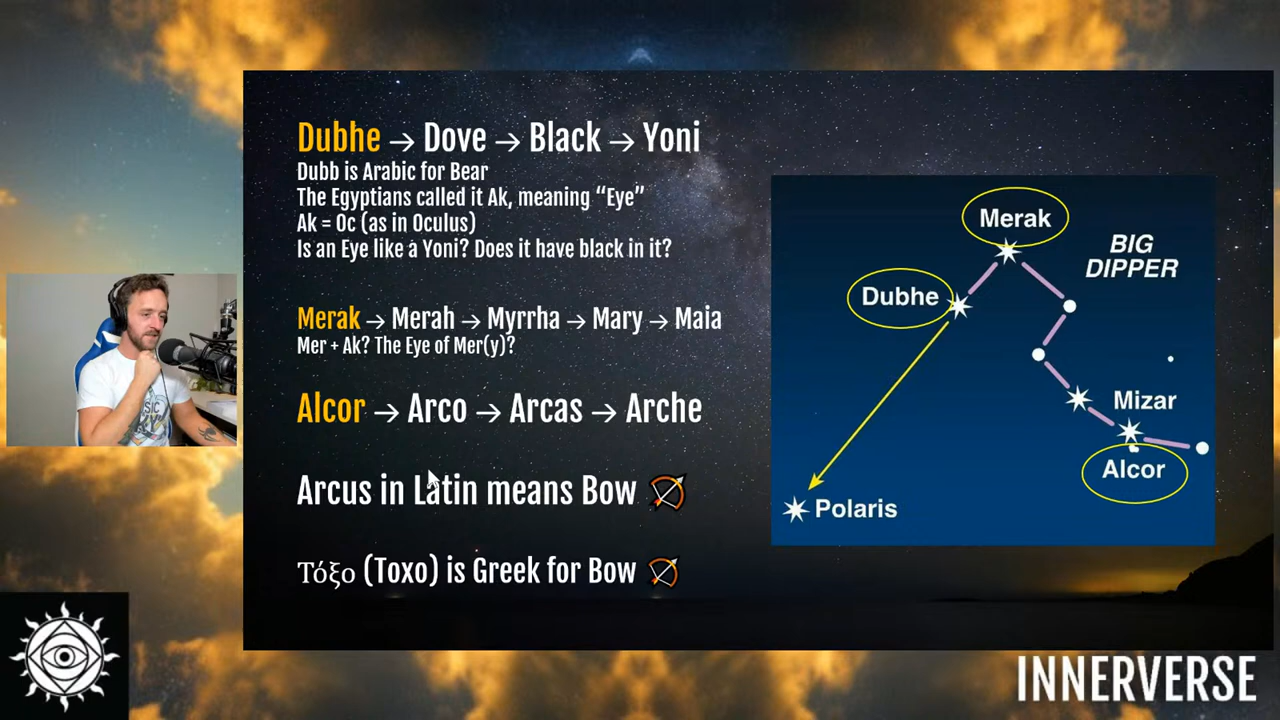 Dubhe → Dove → Black → Yoni
Dubb is Arabic for Bear
The Egyptians called it Ak, meaning “Eye”
Ak = Oc (as in Oculus)
Is an Eye like a Yoni? Does it have black in it?
Merak → Merah → Myrrha → Mary → Maia
Mer + Ak? The Eye of Mer(y)?
Alcor → Arco → Arcas → Arche
Arcus in Latin means Bow
Τόξο (Toxo) is Greek for Bow
Merak
BIG
DIPPER
Dubhe
Mizar
Alcor
Polaris
INNERVERSE